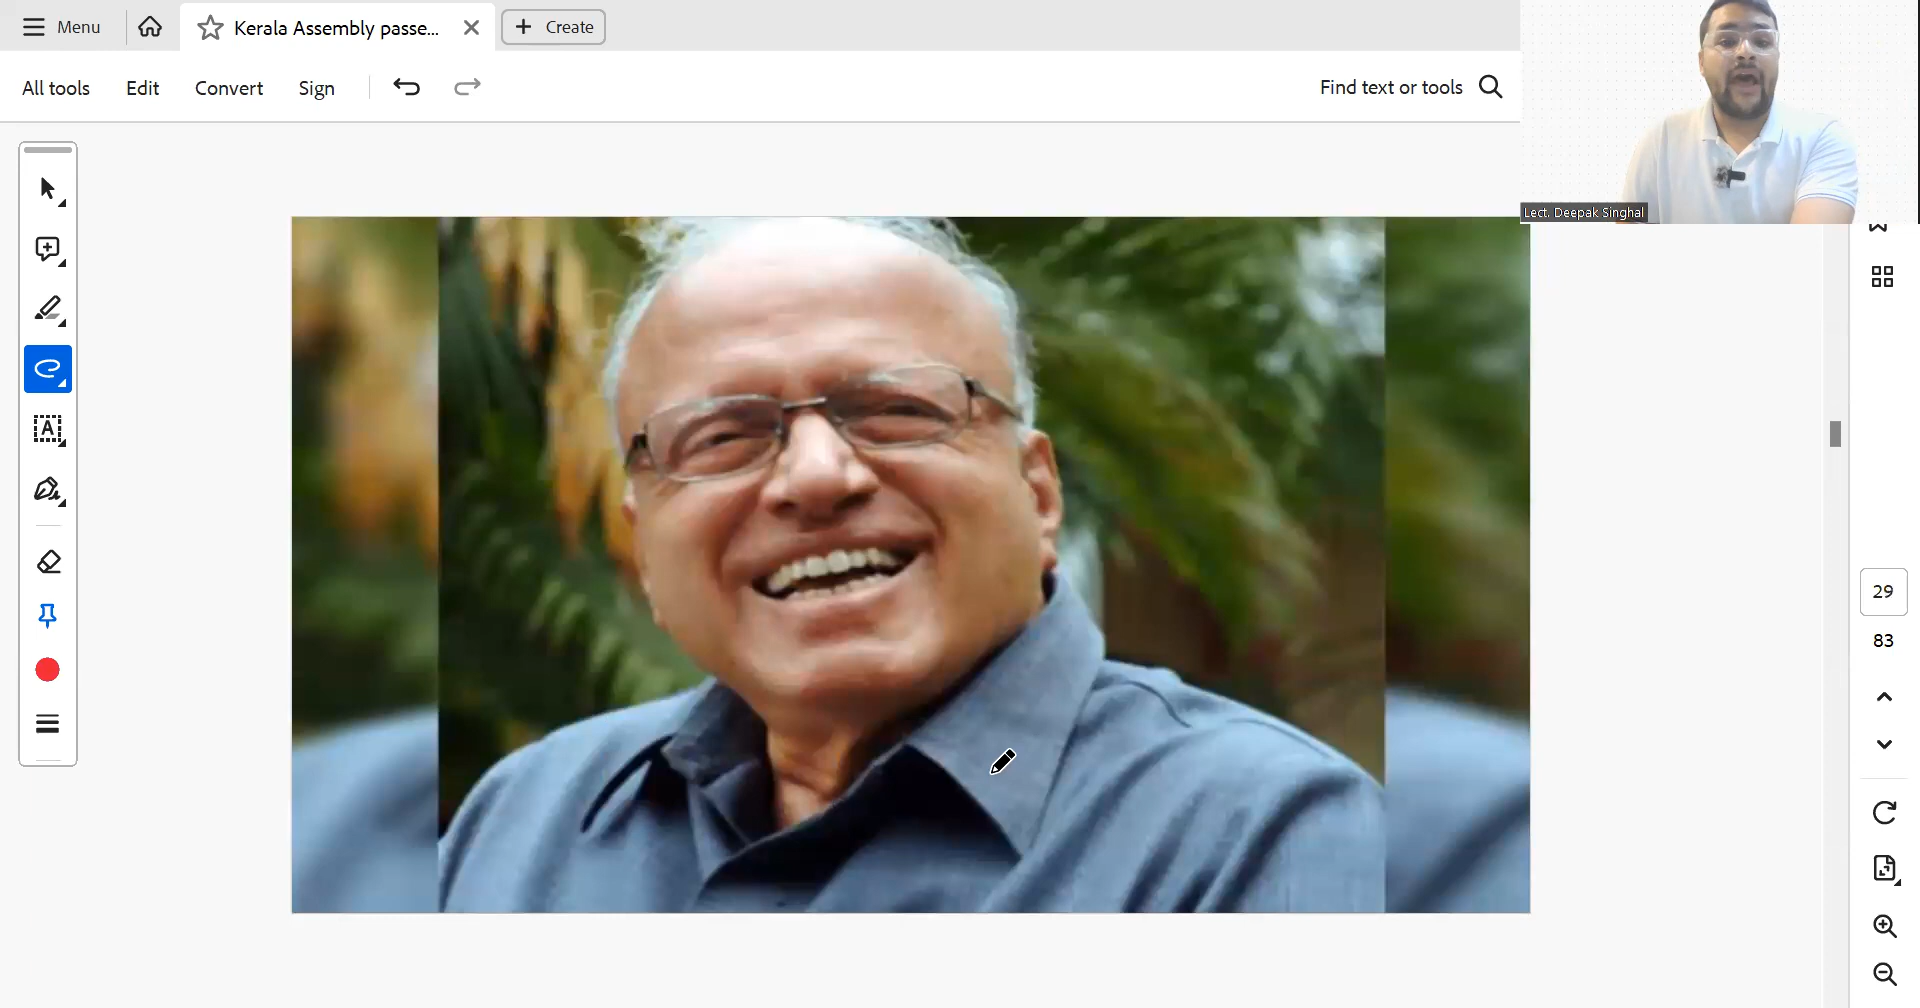 Menu
Kerala Assembly passe...
Create
All tools
Edit
Convert
Sign
Find text or tools
Lect. Deepak Singhal
A
29
83